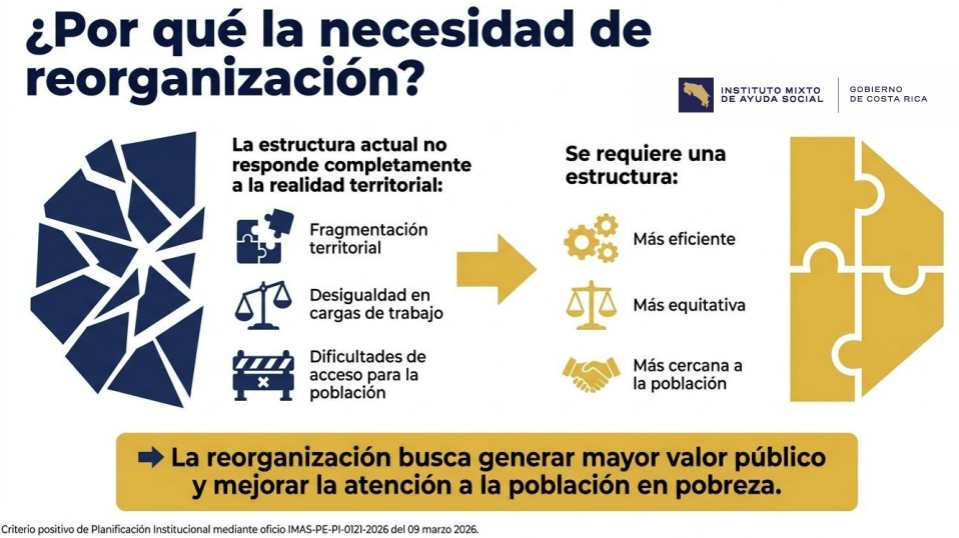 ¿Por qué la necesidad de
reorganización?
INSTITUTO MIXTO
DE AYUDA SOCIAL
GOBIERNO
DE COSTA RICA
La estructura actual no
responde completamente
a la realidad territorial:
Fragmentación
territorial
Desigualdad en
cargas de trabajo
Dificultades de
acceso para la
población
Se requiere una
estructura:
Más eficiente
Más equitativa
Más cercana a
la población
La reorganización busca generar mayor valor público
y mejorar la atención a la población en pobreza.
Criterio positivo de Planificación Institucional mediante oficio IMAS-PE-PI-0121-2026 del 09 marzo 2026.